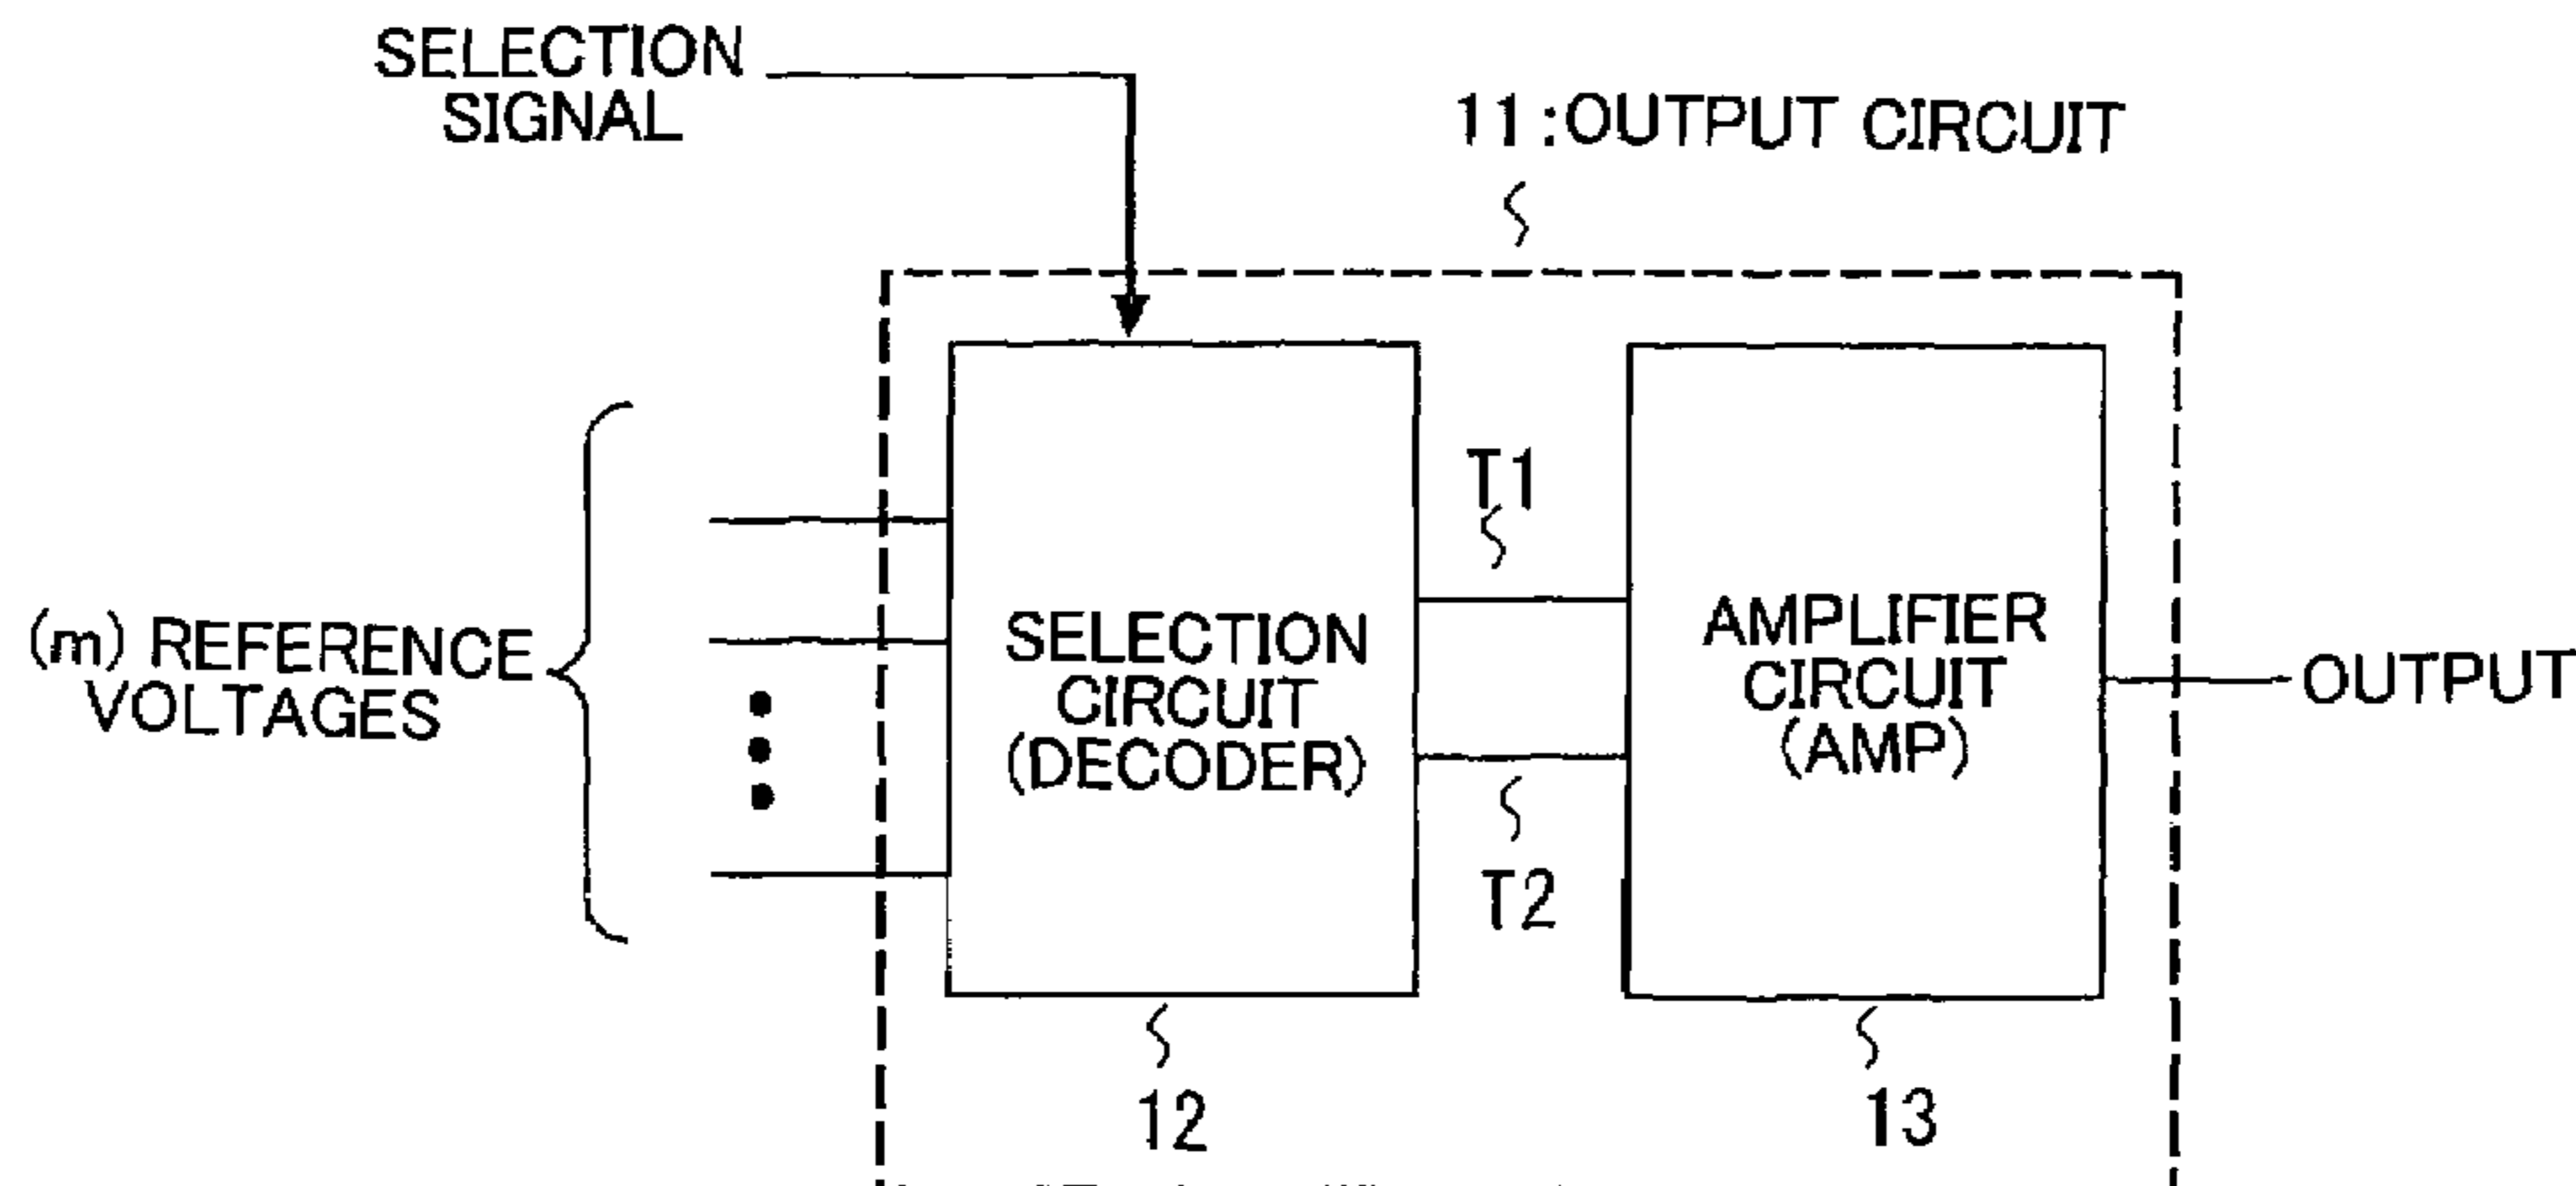 SELECTION
SIGNAL
11:OUTPUT CIRCUIT
T1
(m) REFERENCE
VOLTAGES
SELECTION
CIRCUIT
(DECODER)
AMPLIFIER
CIRCUIT
(AMP)
OUTPUT
T2
12
13